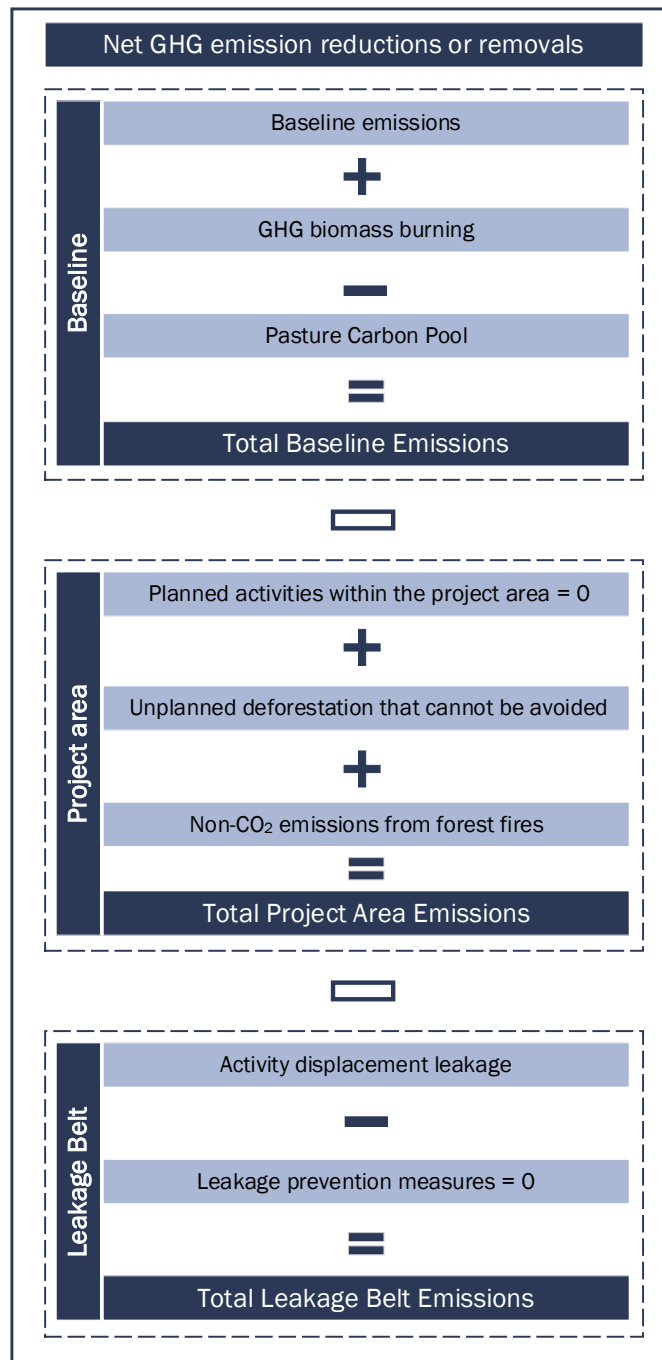 Net GHG emission reductions or removals
Baseline
Baseline emissions
+
GHG biomass burning
−
Pasture Carbon Pool
=
Total Baseline Emissions
−
Project area
Planned activities within the project area = 0
+
Unplanned deforestation that cannot be avoided
+
Non-CO₂ emissions from forest fires
=
Total Project Area Emissions
−
Leakage Belt
Activity displacement leakage
−
Leakage prevention measures = 0
=
Total Leakage Belt Emissions